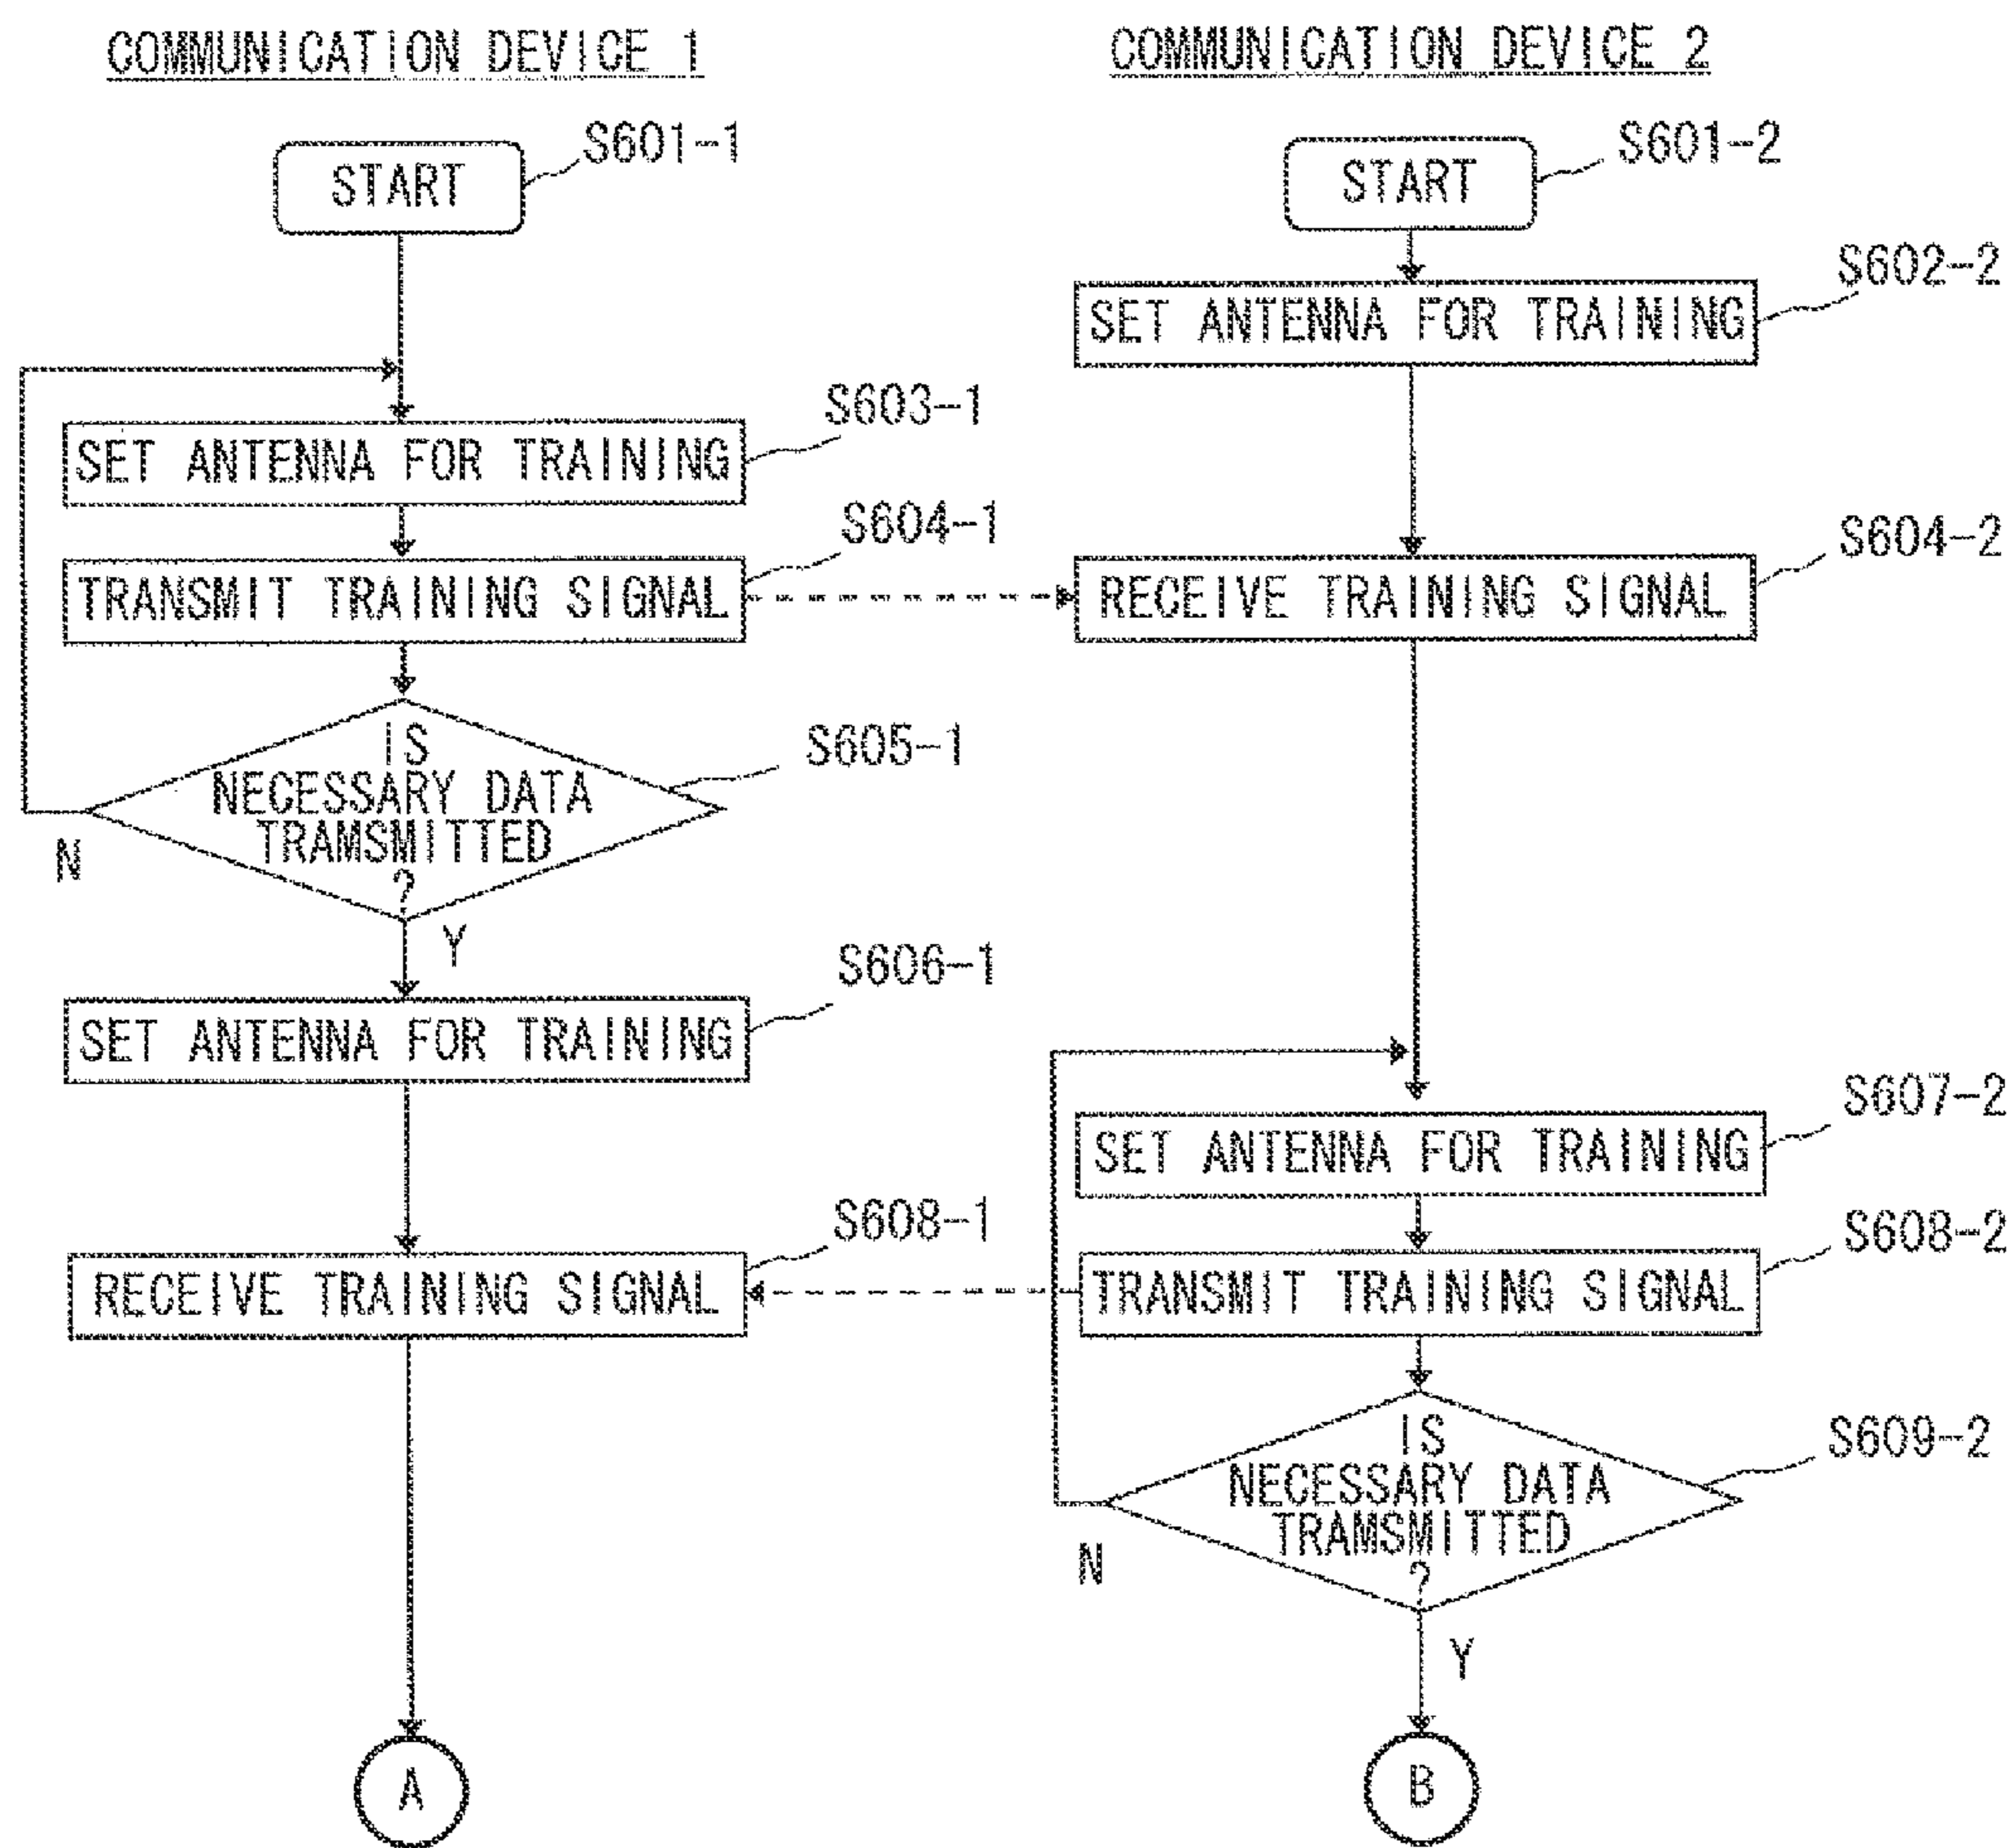 COMMUNICATION DEVICE 1
START
S601-1
SET ANTENNA FOR TRAINING
S603-1
TRANSMIT TRAINING SIGNAL
S604-1
IS
NECESSARY DATA
TRAMSMITTED
?
S605-1
N
Y
SET ANTENNA FOR TRAINING
S606-1
RECEIVE TRAINING SIGNAL
S608-1
A
COMMUNICATION DEVICE 2
START
S601-2
SET ANTENNA FOR TRAINING
S602-2
RECEIVE TRAINING SIGNAL
S604-2
SET ANTENNA FOR TRAINING
S607-2
TRANSMIT TRAINING SIGNAL
S608-2
IS
NECESSARY DATA
TRAMSMITTED
?
S609-2
N
Y
B